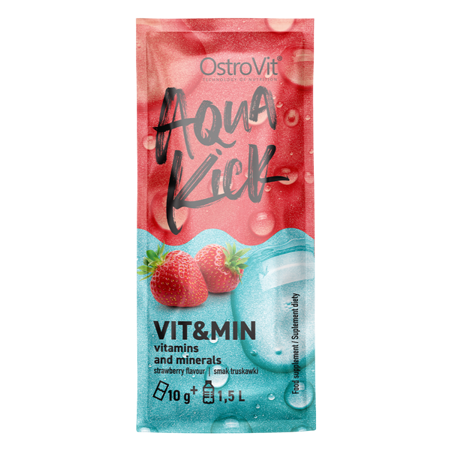 OstroVit®
Aqua
Kick
VIT&MIN
vitamins
and minerals
strawberry flavour | smak truskawki
10 g + 1,5 L
Food supplement / Suplement diety